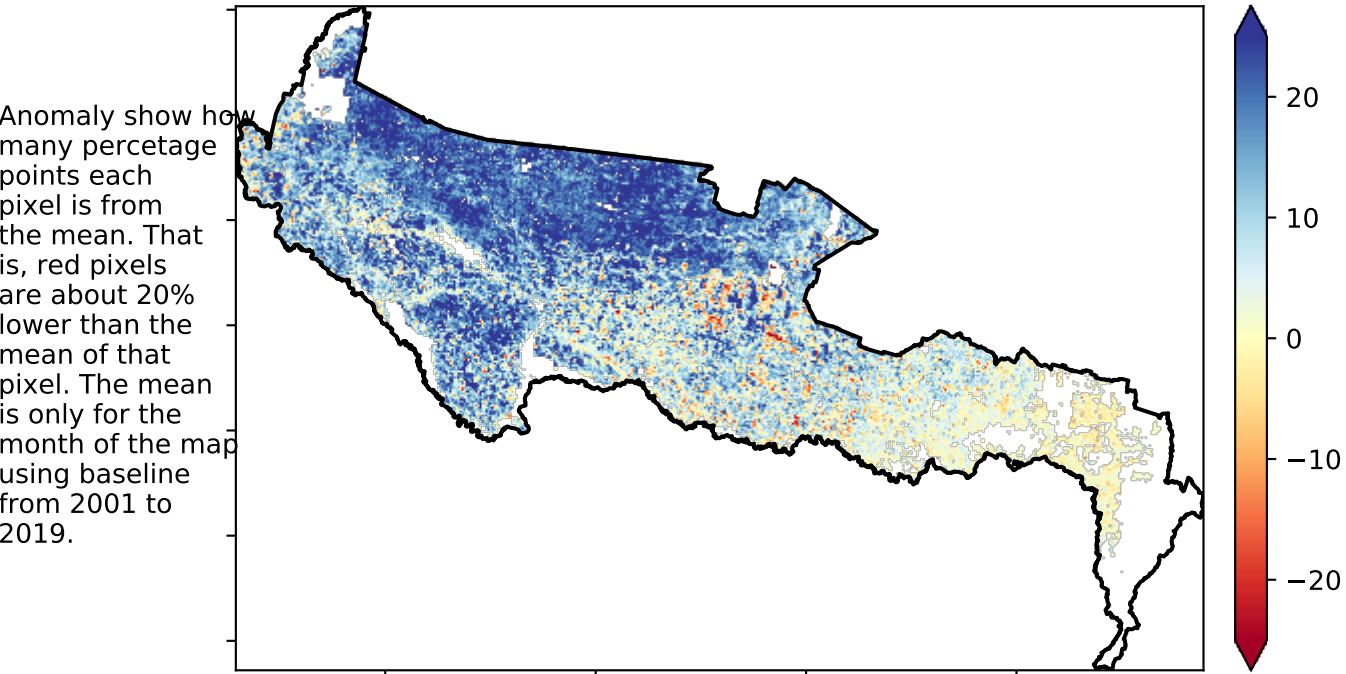 Anomaly show how
many percetage
points each
pixel is from
the mean. That
is, red pixels
are about 20%
lower than the
mean of that
pixel. The mean
is only for the
month of the map
using baseline
from 2001 to
2019.
20
10
0
−10
−20